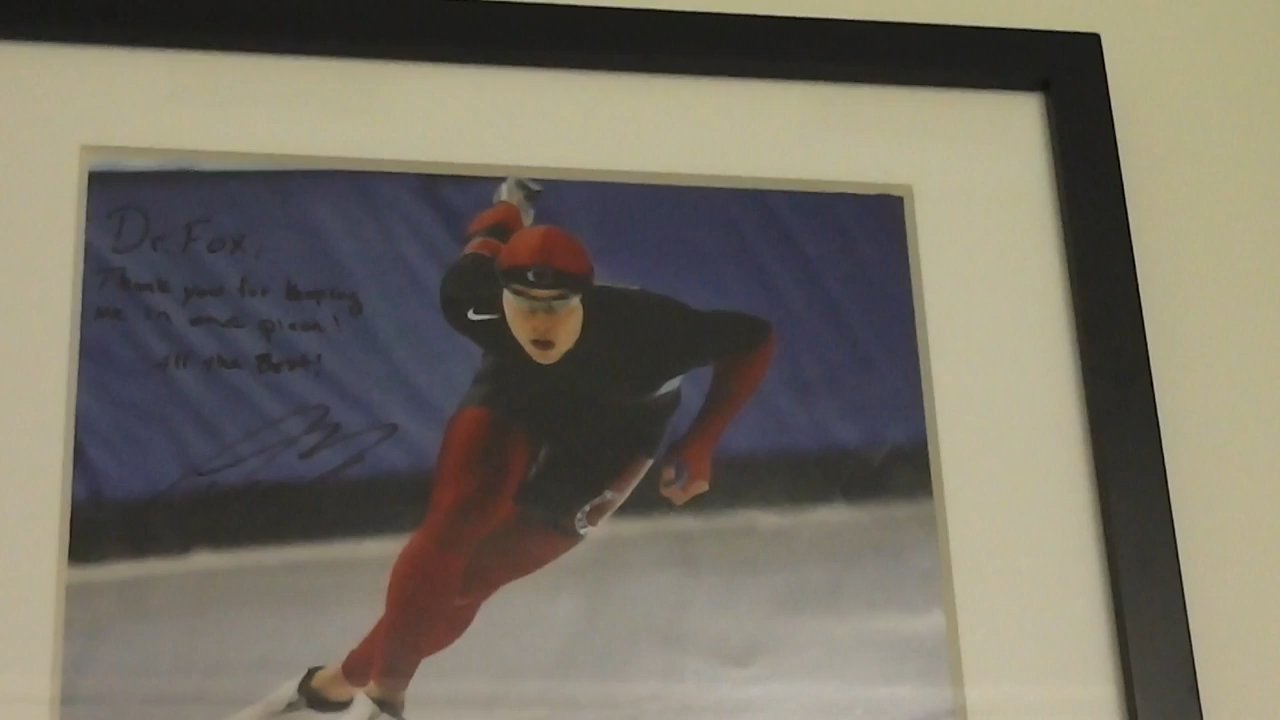 Dr. Fox,
Thank you for keeping
me in one piece!
All the Best!